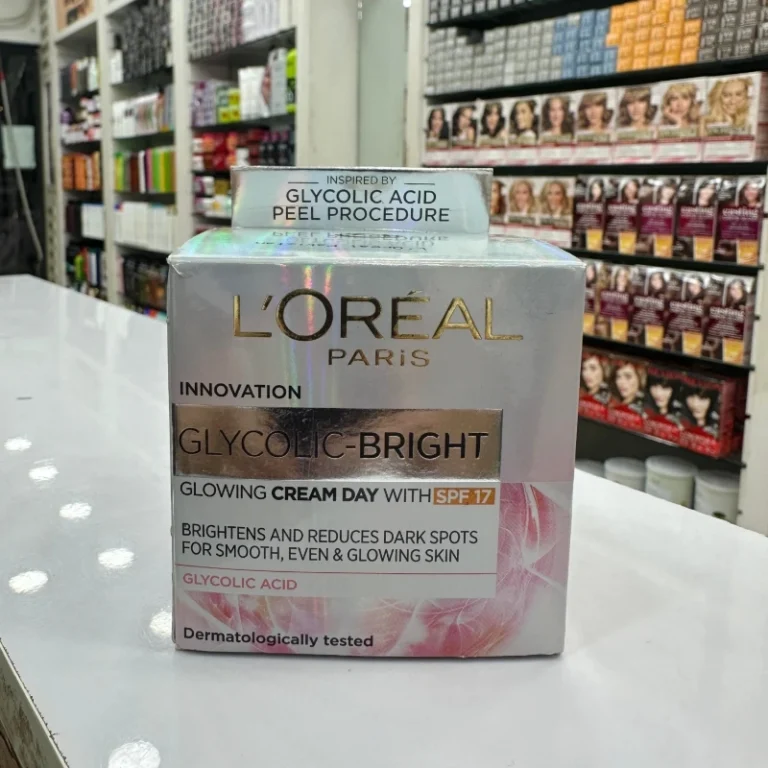 INSPIRED BY
GLYCOLIC ACID
PEEL PROCEDURE
L'ORÉAL
PARiS
INNOVATION
GLYCOLIC-BRIGHT
GLOWING CREAM DAY WITH SPF 17
BRIGHTENS AND REDUCES DARK SPOTS
FOR SMOOTH, EVEN & GLOWING SKIN
GLYCOLIC ACID
Dermatologically tested